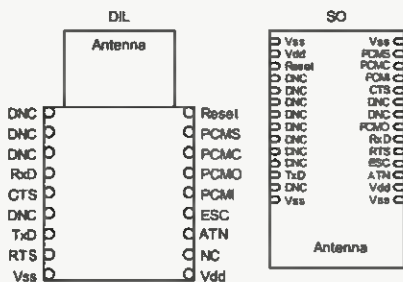 DIL
Antenna
DNC Reset
DNC PCMS
DNC PCMC
RxD PCMO
CTS PCMI
DNC ESC
TxD ATN
RTS NC
Vss Vdd
SO
Vss Vss
Vdd PCMS
Reset PCMC
DNC PCMI
DNC CTS
DNC DNC
DNC DNC
DNC PCMO
DNC RxD
DNC RTS
DNC ESC
TxD ATN
DNC Vdd
Vss Vss
Antenna